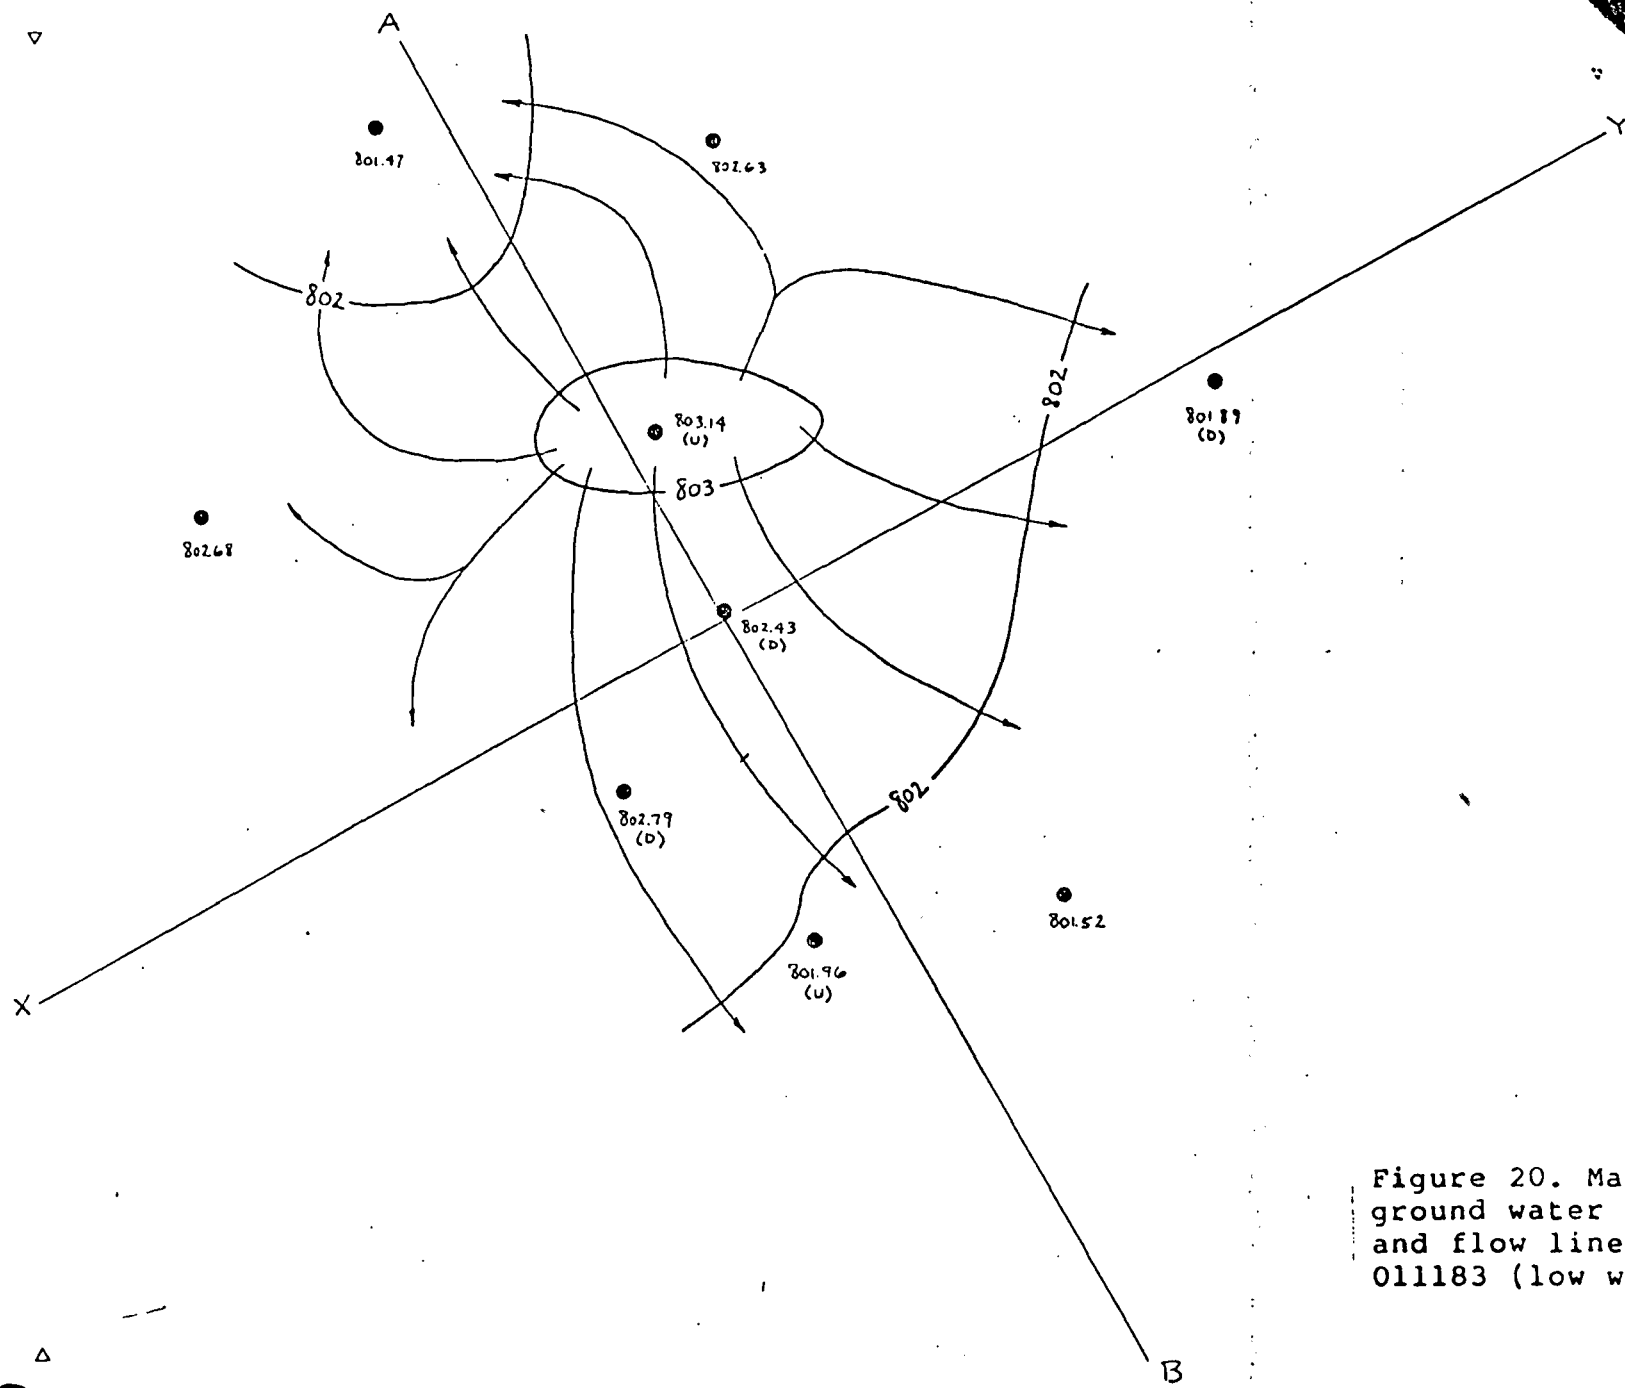 A
Y
801.47
802.63
802
802
803.14
(U)
801.89
(D)
803
802.68
802.43
(D)
802.79
(D)
802
801.52
801.96
(U)
X
Figure 20. Ma
ground water
and flow line
011183 (low w
B